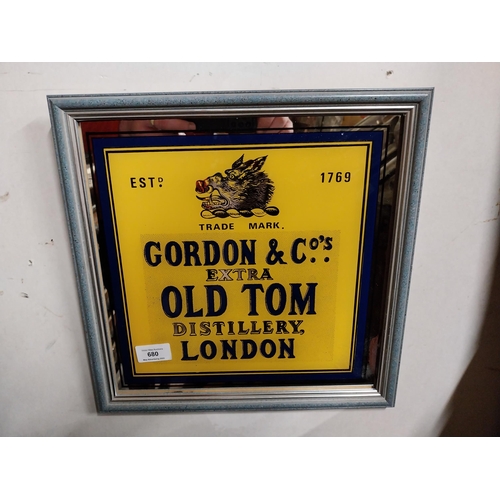 ESTᴰ. 1769
TRADE MARK.
GORDON & Cº'S.
EXTRA
OLD TOM
DISTILLERY,
LONDON
680